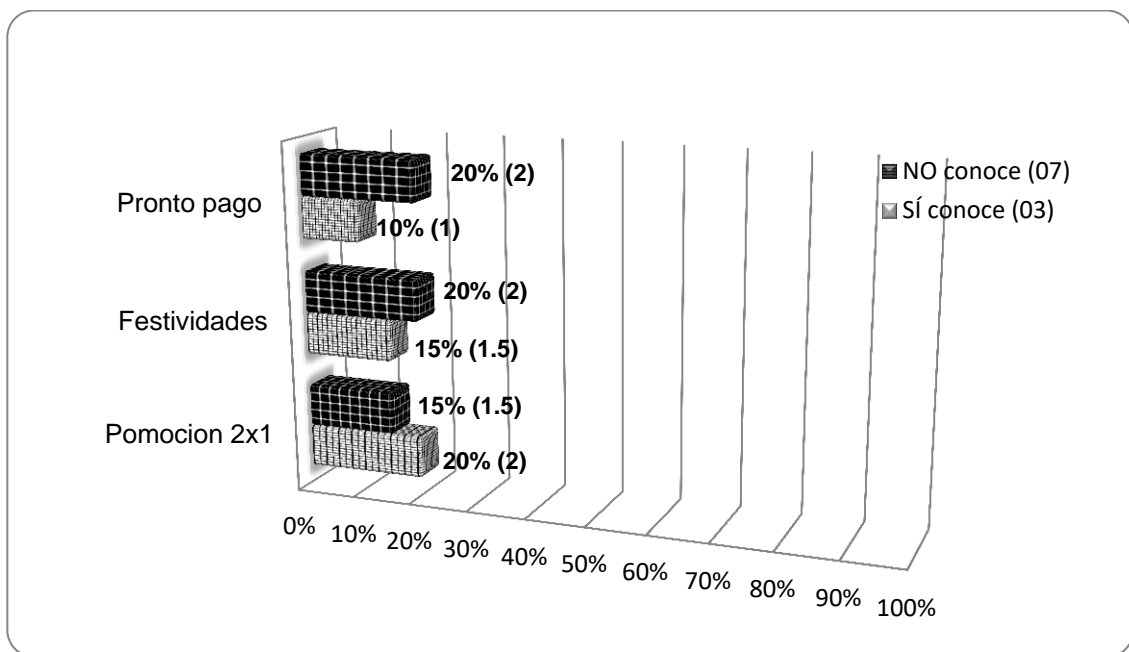 Pronto pago
20% (2)
10% (1)
Festividades
20% (2)
15% (1.5)
Pomocion 2x1
15% (1.5)
20% (2)
NO conoce (07)
SÍ conoce (03)
0% 10% 20% 30% 40% 50% 60% 70% 80% 90% 100%